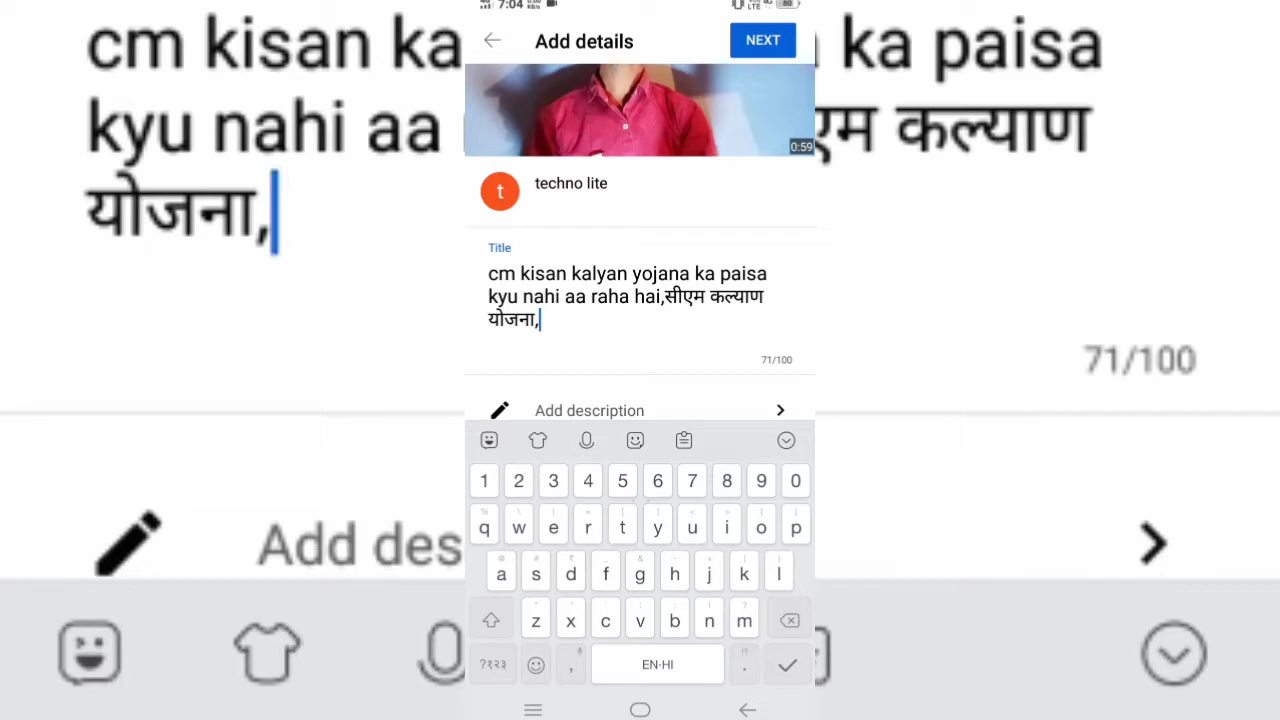 7:04
Add details
NEXT
0:59
t
techno lite
Title
cm kisan kalyan yojana ka paisa
kyu nahi aa raha hai,सीएम कल्याण
योजना,
71/100
Add description
1 2 3 4 5 6 7 8 9 0
q w e r t y u i o p
a s d f g h j k l
z x c v b n m
?१२३ , EN-HI .
cm kisan ka
ka paisa
kyu nahi aa
एम कल्याण
योजना,
71/100
Add des